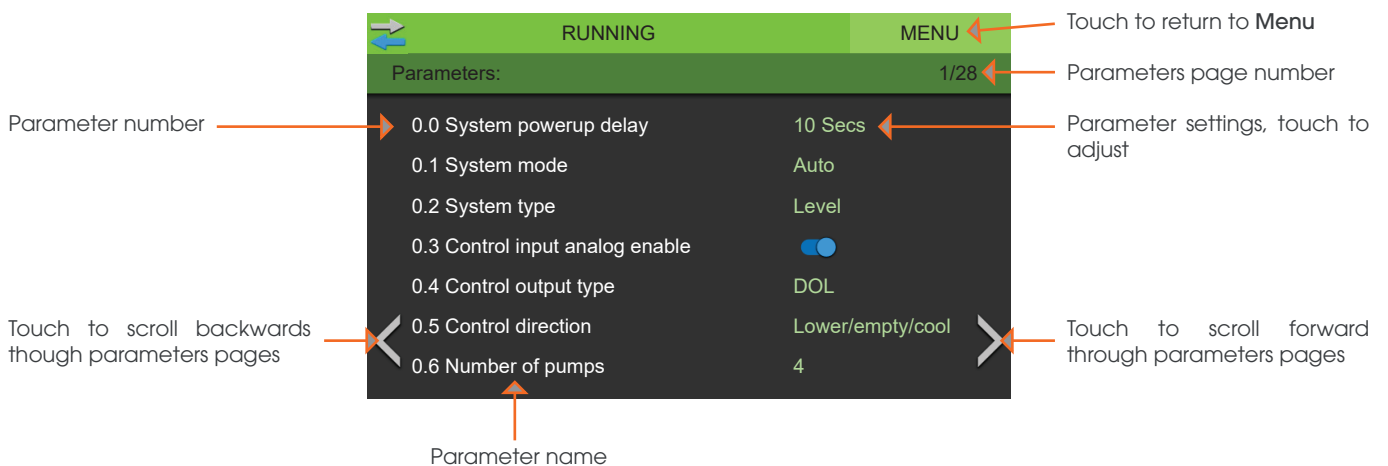 RUNNING
MENU
Touch to return to Menu
Parameters:
1/28
Parameters page number
Parameter number
0.0 System powerup delay
10 Secs
Parameter settings, touch to
adjust
0.1 System mode
Auto
0.2 System type
Level
0.3 Control input analog enable
0.4 Control output type
DOL
Touch to scroll backwards
though parameters pages
0.5 Control direction
Lower/empty/cool
Touch to scroll forward
through parameters pages
0.6 Number of pumps
4
Parameter name